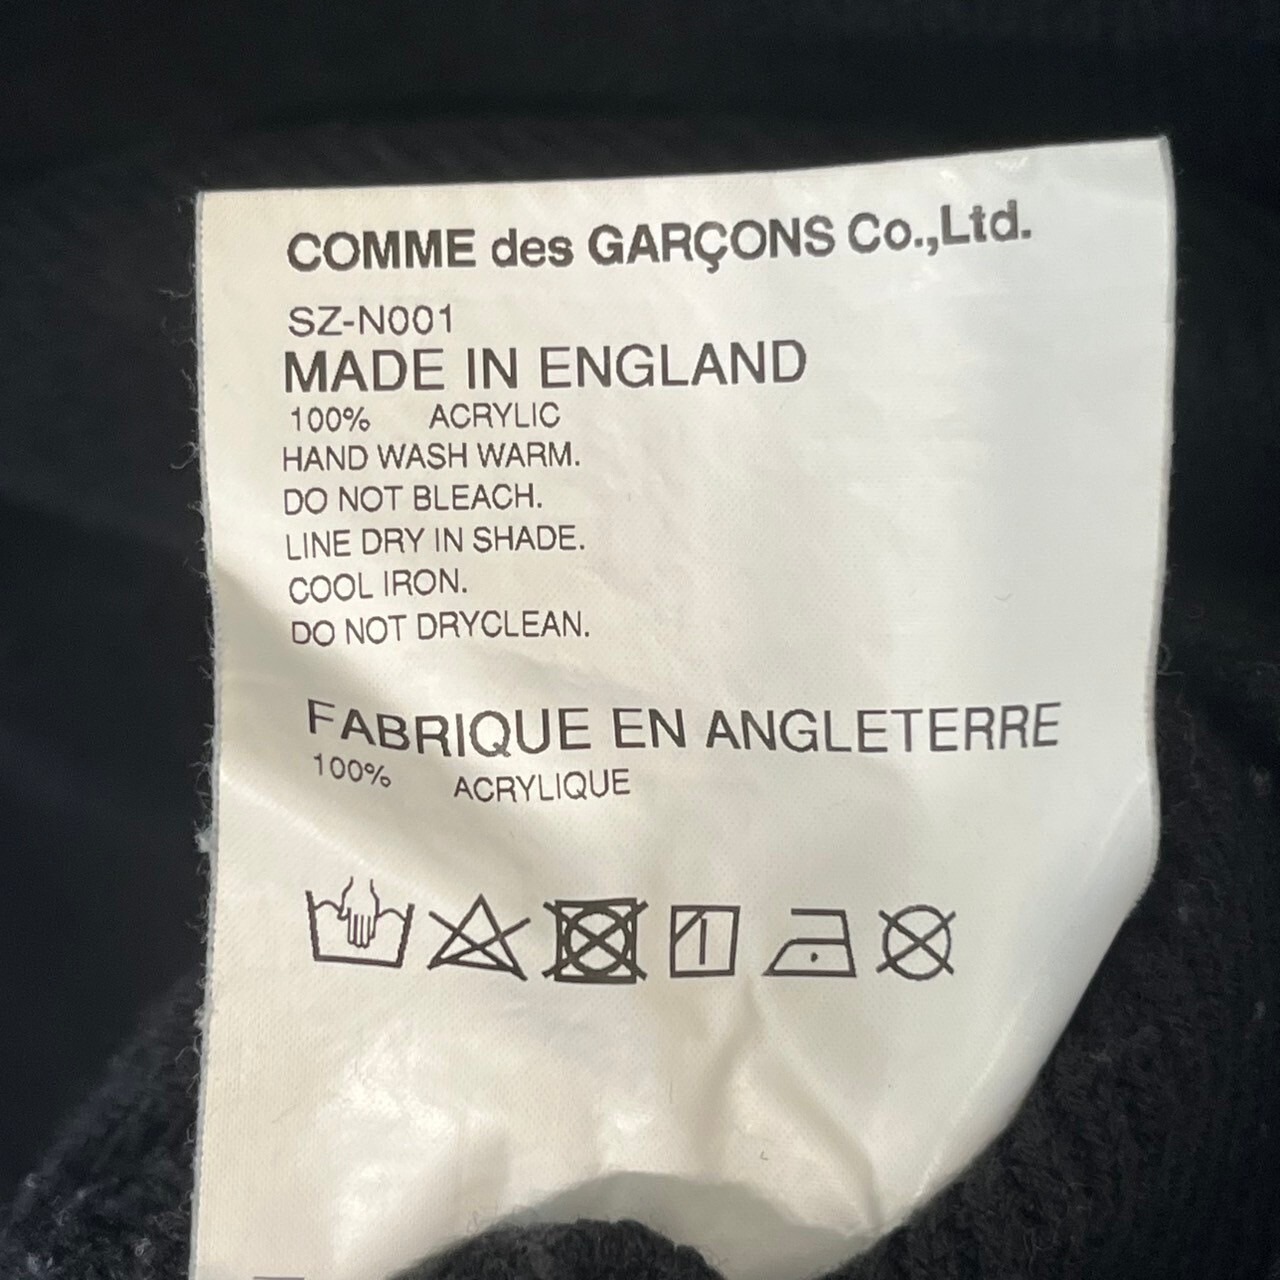 COMME des GARÇONS Co.,Ltd.
SZ-N001
MADE IN ENGLAND
100% ACRYLIC
HAND WASH WARM.
DO NOT BLEACH.
LINE DRY IN SHADE.
COOL IRON.
DO NOT DRYCLEAN.
FABRIQUE EN ANGLETERRE
100% ACRYLIQUE